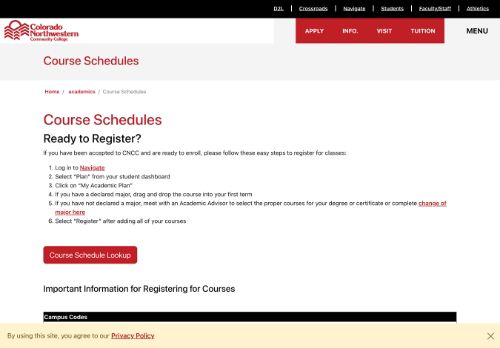 D2L Crossroads Navigate Students Faculty/Staff Athletics
Colorado
Northwestern
Community College
APPLY INFO. VISIT TUITION MENU
Course Schedules
Home / academics / Course Schedules
Course Schedules
Ready to Register?
If you have been accepted to CNCC and are ready to enroll, please follow these easy steps to register for classes:
1. Log in to Navigate
2. Select "Plan" from your student dashboard
3. Click on "My Academic Plan"
4. If you have a declared major, drag and drop the course into your first term
5. If you have not declared a major, meet with an Academic Advisor to select the proper courses for your degree or certificate or complete change of
major here
6. Select "Register" after adding all of your courses
Course Schedule Lookup
Important Information for Registering for Courses
Campus Codes
By using this site, you agree to our Privacy Policy